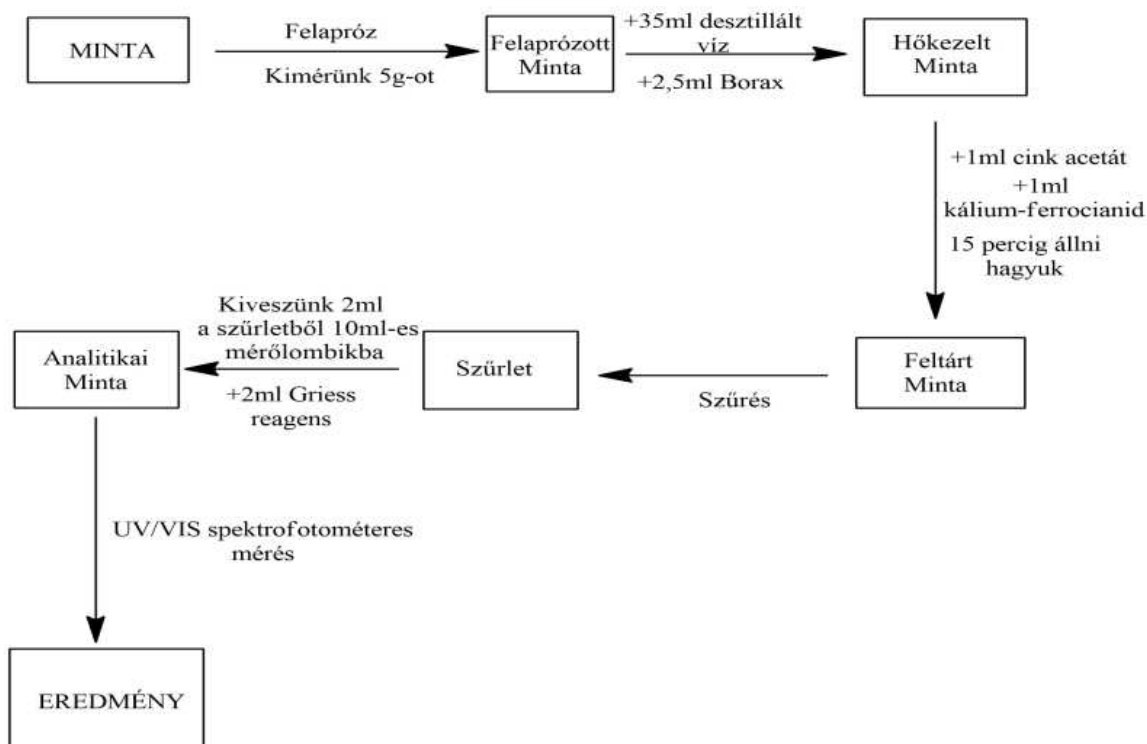 MINTA
Felapróz
Kimérünk 5g-ot
Felaprózott
Minta
+35ml desztillált
víz
+2,5ml Borax
Hőkezelt
Minta
+1ml cink acetát
+1ml
kálium-ferrocianid
15 percig állni
hagyuk
Feltárt
Minta
Szűrés
Szűrlet
Kiveszünk 2ml
a szűrletből 10ml-es
mérőlombikba
+2ml Griess
reagens
Analitikai
Minta
UV/VIS spektrofotométeres
mérés
EREDMÉNY